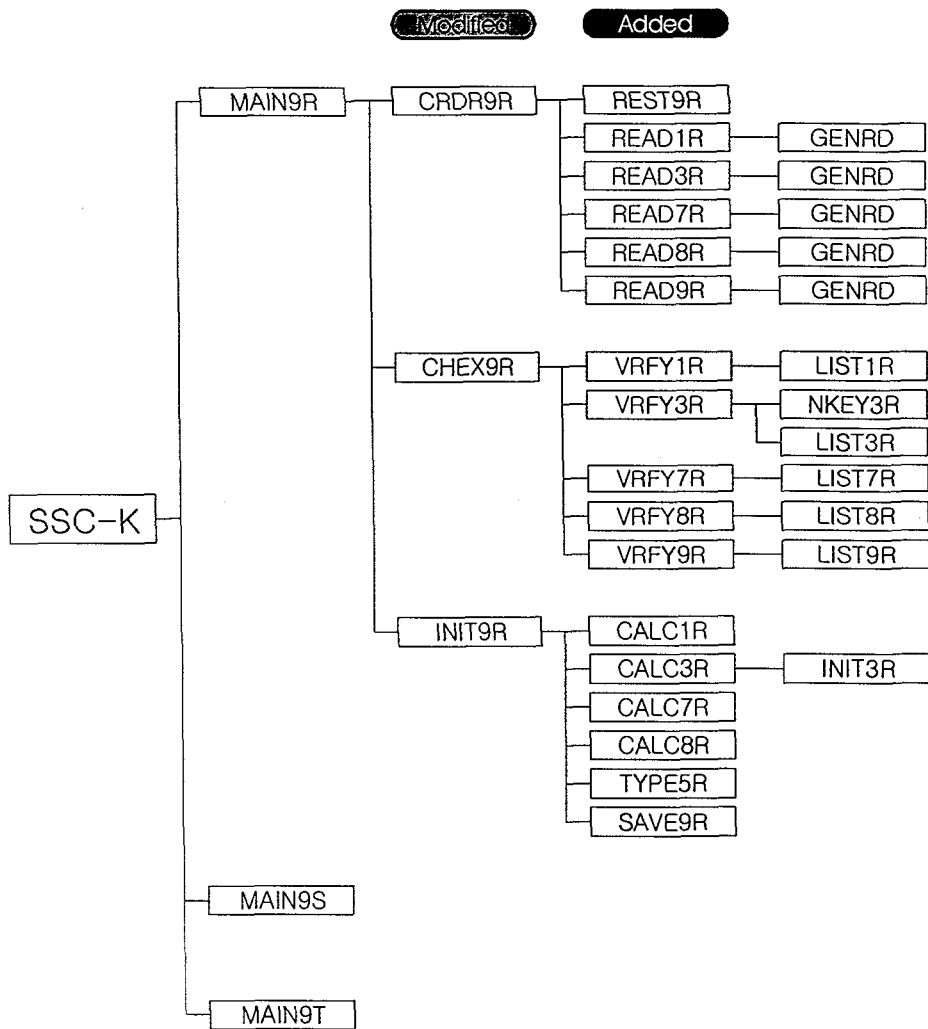 Modified Added
MAIN9R CRDR9R REST9R
READ1R GENRD
READ3R GENRD
READ7R GENRD
READ8R GENRD
READ9R GENRD
CHEX9R VRFY1R LIST1R
VRFY3R NKEY3R
LIST3R
VRFY7R LIST7R
SSC-K
VRFY8R LIST8R
VRFY9R LIST9R
INIT9R CALC1R
CALC3R INIT3R
CALC7R
CALC8R
TYPE5R
SAVE9R
MAIN9S
MAIN9T